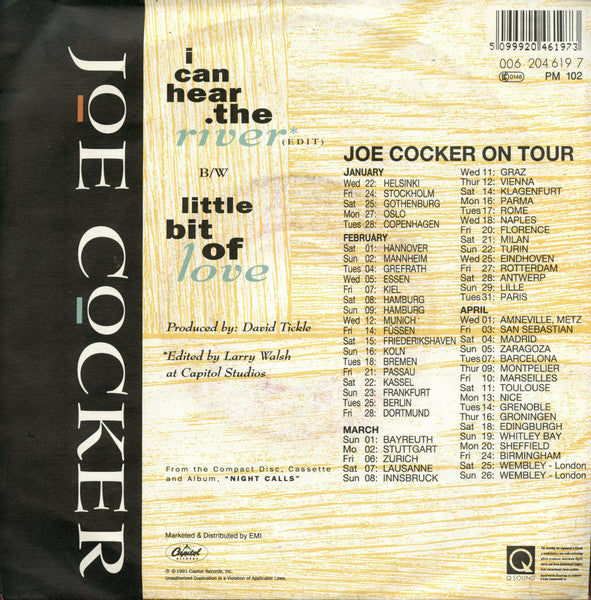 JOE COCKER
i
can
hear
.the
river*
(EDIT)
B/W
little
bit
of
love
Produced by: David Tickle
*Edited by Larry Walsh
at Capitol Studios
From the Compact Disc, Cassette
and Album, "NIGHT CALLS"
Marketed & Distributed by EMI
Capitol
RECORDS
℗©1991 Capitol Records, Inc.
Unauthorized Duplication is a Violation of Applicable Laws.
5 099920 461973
006 204 619 7
0148 PM 102
JOE COCKER ON TOUR
JANUARY
Wed 22: HELSINKI
Fri 24: STOCKHOLM
Sat 25: GOTHENBURG
Mon 27: OSLO
Tues 28: COPENHAGEN
FEBRUARY
Sat 01: HANNOVER
Sun 02: MANNHEIM
Tues 04: GREFRATH
Wed 05: ESSEN
Fri 07: KIEL
Sat 08: HAMBURG
Sun 09: HAMBURG
Wed 12: MUNICH
Fri 14: FÜSSEN
Sat 15: FRIEDERIKSHAVEN
Sun 16: KOLN
Tues 18: BREMEN
Fri 21: PASSAU
Sat 22: KASSEL
Sun 23: FRANKFURT
Tues 25: BERLIN
Fri 28: DORTMUND
MARCH
Sun 01: BAYREUTH
Mo 02: STUTTGART
Fri 06: ZURICH
Sat 07: LAUSANNE
Sun 08: INNSBRUCK
Wed 11: GRAZ
Thur 12: VIENNA
Sat 14: KLAGENFURT
Mon 16: PARMA
Tues 17: ROME
Wed 18: NAPLES
Fri 20: FLORENCE
Sat 21: MILAN
Sun 22: TURIN
Wed 25: EINDHOVEN
Fri 27: ROTTERDAM
Sat 28: ANTWERP
Sun 29: LILLE
Tues 31: PARIS
APRIL
Wed 01: AMNEVILLE, METZ
Fri 03: SAN SEBASTIAN
Sat 04: MADRID
Sun 05: ZARAGOZA
Tues 07: BARCELONA
Thur 09: MONTPELIER
Fri 10: MARSEILLES
Sat 11: TOULOUSE
Mon 13: NICE
Tues 14: GRENOBLE
Thur 16: GRONINGEN
Sat 18: EDINGBURGH
Sun 19: WHITLEY BAY
Mon 20: SHEFFIELD
Fri 24: BIRMINGHAM
Sat 25: WEMBLEY - London
Sun 26: WEMBLEY - London
Q
QSOUND